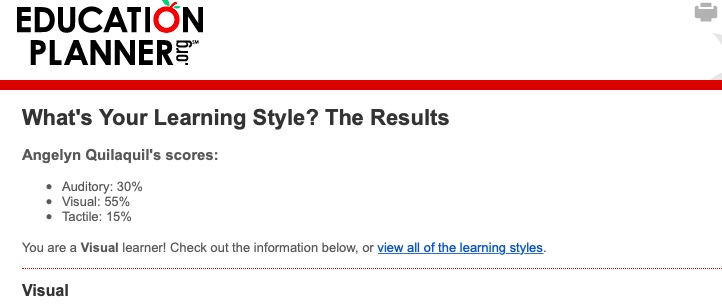 EDUCATION
PLANNER.org℠
What's Your Learning Style? The Results
Angelyn Quilaquil's scores:
• Auditory: 30%
• Visual: 55%
• Tactile: 15%
You are a Visual learner! Check out the information below, or view all of the learning styles.
Visual